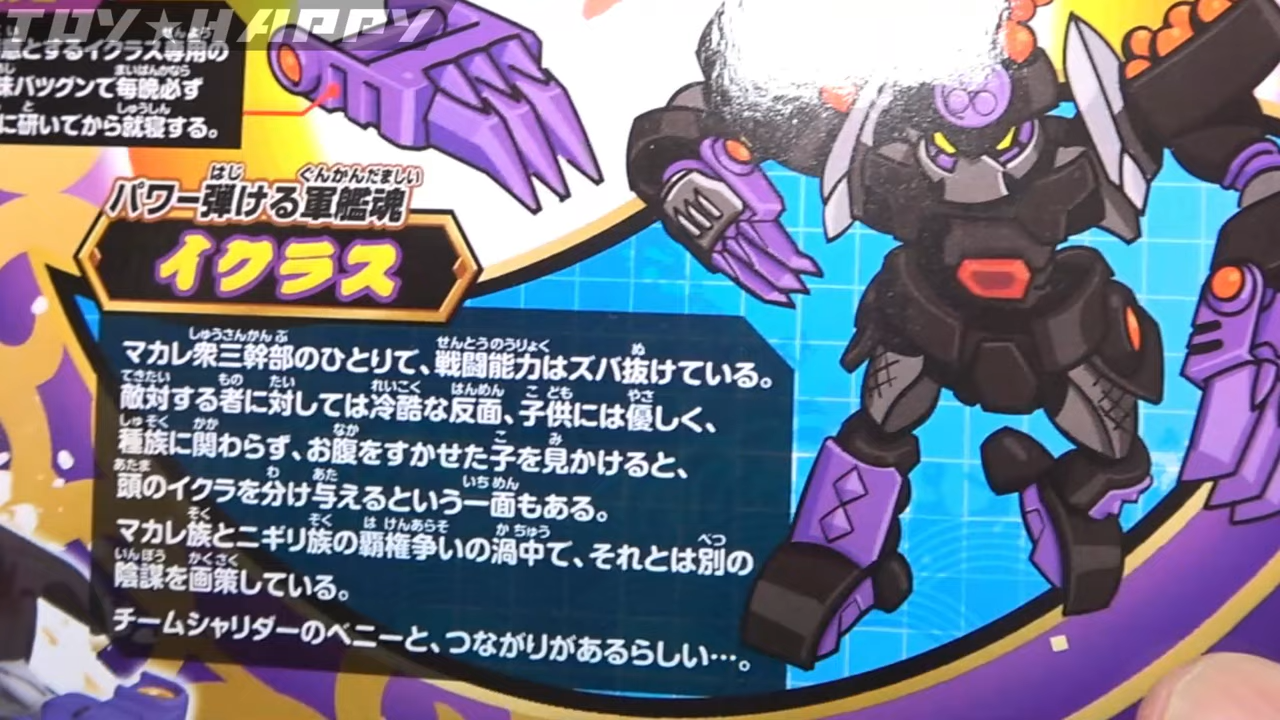 TOY★HAPPY
意とするイクラス専用の
味バツグンで毎晩必ず
に研いてから就寝する。
パワー弾ける軍艦魂
イクラス
マカレ衆三幹部のひとりで、戦闘能力はズバ抜けている。
敵対する者に対しては冷酷な反面、子供には優しく、
種族に関わらず、お腹をすかせた子を見かけると、
頭のイクラを分け与えるという一面もある。
マカレ族とニギリ族の覇権争いの渦中で、それとは別の
陰謀を画策している。
チームシャリダーのベニーと、つながりがあるらしい…。